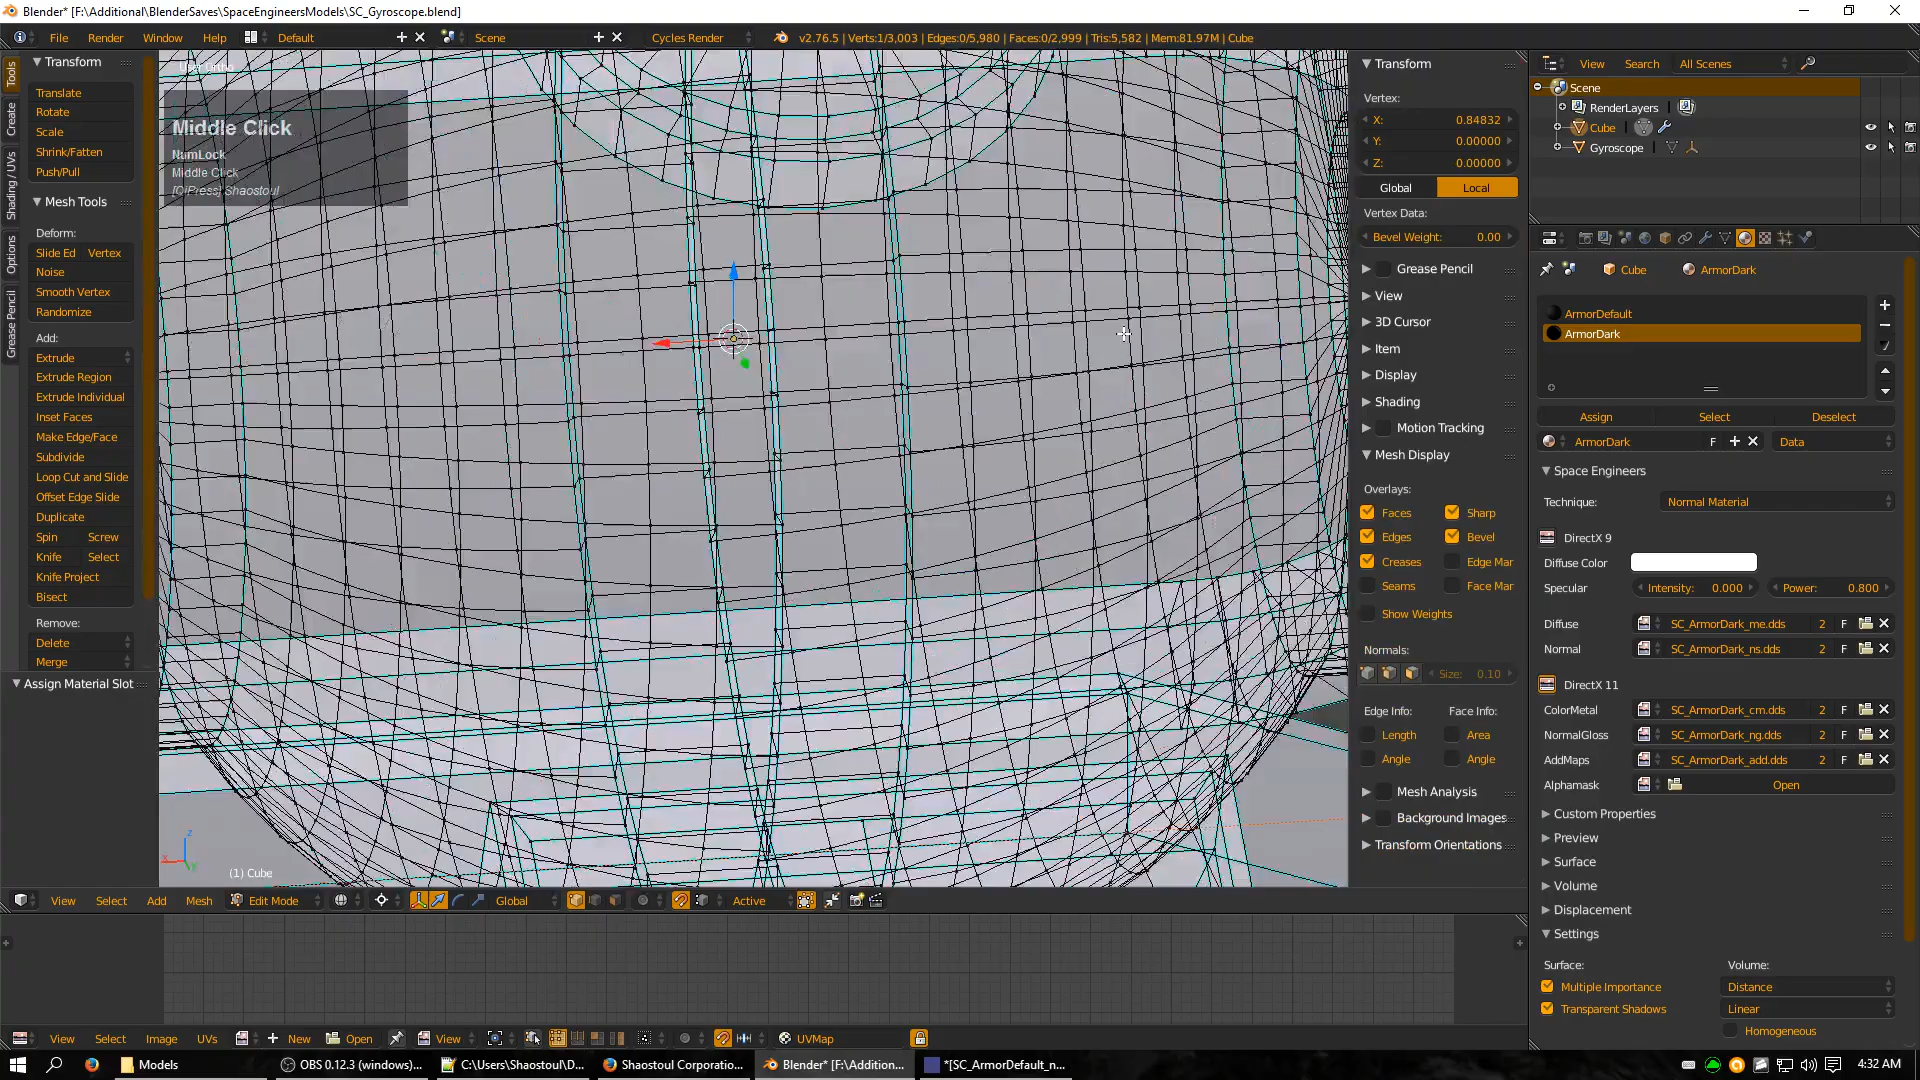 Blender* [F:\Additional\BlenderSaves\SpaceEngineersModels\SC_Gyroscope.blend]
File Render Window Help Default Scene Cycles Render v2.76.5 | Verts:1/3,003 | Edges:0/5,980 | Faces:0/2,999 | Tris:5,582 | Mem:81.97M | Cube
Tools
Create
Shading / UVs
Options
Grease Pencil
Transform
Translate
Rotate
Scale
Shrink/Fatten
Push/Pull
Mesh Tools
Deform:
Slide Ed Vertex
Noise
Smooth Vertex
Randomize
Add:
Extrude
Extrude Region
Extrude Individual
Inset Faces
Make Edge/Face
Subdivide
Loop Cut and Slide
Offset Edge Slide
Duplicate
Spin Screw
Knife Select
Knife Project
Bisect
Remove:
Delete
Merge
Assign Material Slot
User Ortho
Middle Click
NumLock
Middle Click
Shaostoul
(1) Cube
View Select Add Mesh Edit Mode Global Active
Transform
Vertex:
X: 0.84832
Y: 0.00000
Z: 0.00000
Global Local
Vertex Data:
Bevel Weight: 0.00
Grease Pencil
View
3D Cursor
Item
Display
Shading
Motion Tracking
Mesh Display
Overlays:
Faces Sharp
Edges Bevel
Creases Edge Mar
Seams Face Mar
Show Weights
Normals:
Size: 0.10
Edge Info: Face Info:
Length Area
Angle Angle
Mesh Analysis
Background Images
Transform Orientations
View Search All Scenes
Scene
RenderLayers
Cube
Gyroscope
Cube ArmorDark
ArmorDefault
ArmorDark
Assign Select Deselect
ArmorDark F Data
Space Engineers
Technique: Normal Material
DirectX 9
Diffuse Color
Specular Intensity: 0.000 Power: 0.800
Diffuse SC_ArmorDark_me.dds 2 F
Normal SC_ArmorDark_ns.dds 2 F
DirectX 11
ColorMetal SC_ArmorDark_cm.dds 2 F
NormalGloss SC_ArmorDark_ng.dds 2 F
AddMaps SC_ArmorDark_add.dds 2 F
Alphamask Open
Custom Properties
Preview
Surface
Volume
Displacement
Settings
Surface: Volume:
Multiple Importance Distance
Transparent Shadows Linear
Homogeneous
View Select Image UVs New Open View UVMap
Models OBS 0.12.3 (windows)... C:\Users\Shaostoul\D... Shaostoul Corporatio... Blender* [F:\Addition... *[SC_ArmorDefault_n... 4:32 AM